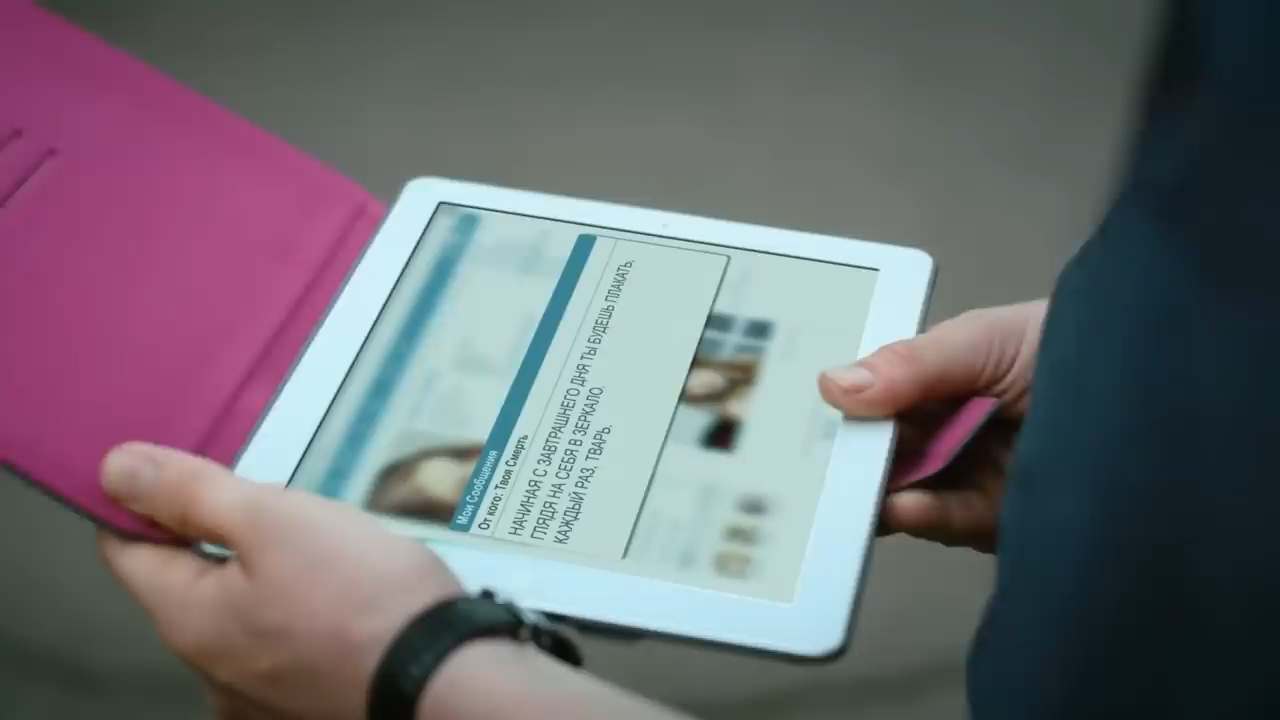 Мои Сообщения
От кого: Твоя Смерть
НАЧИНАЯ С ЗАВТРАШНЕГО ДНЯ ТЫ БУДЕШЬ ПЛАКАТЬ,
ГЛЯДЯ НА СЕБЯ В ЗЕРКАЛО.
КАЖДЫЙ РАЗ, ТВАРЬ.